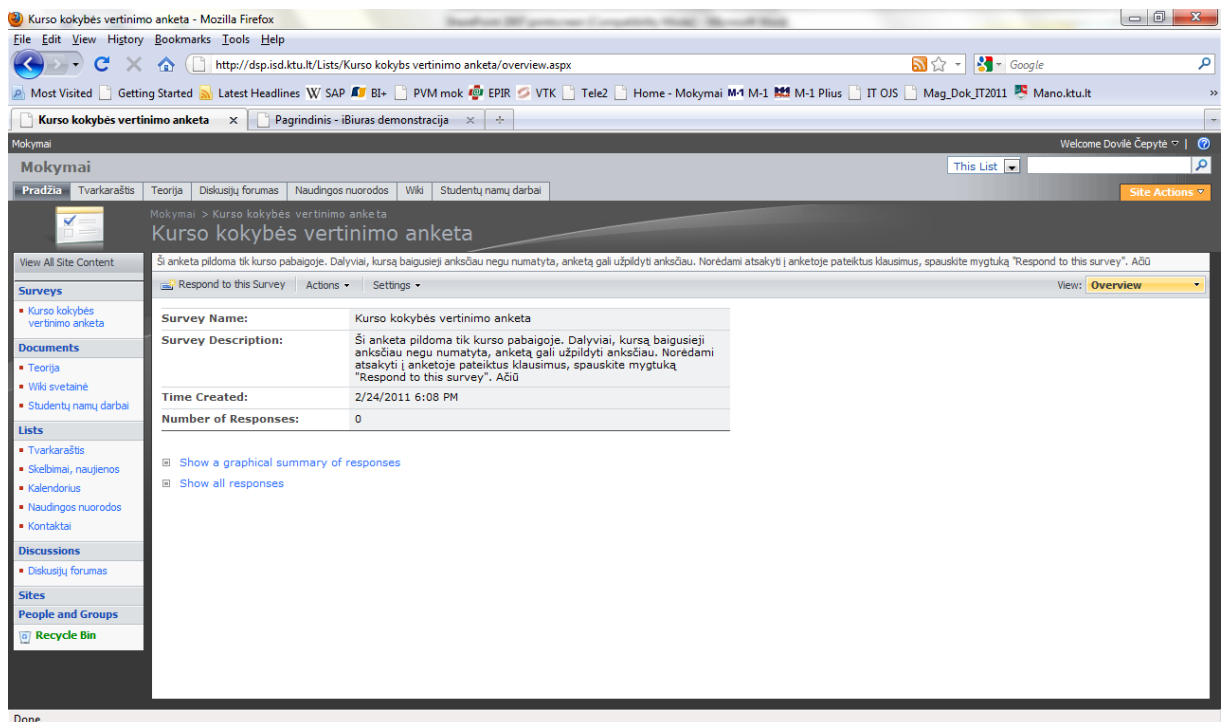 Kurso kokybės vertinimo anketa - Mozilla Firefox
File Edit View History Bookmarks Tools Help
http://dsp.isd.ktu.lt/Lists/Kurso kokybs vertinimo anketa/overview.aspx Google
Most Visited Getting Started Latest Headlines SAP BI+ PVM mok EPIR VTK Tele2 Home - Mokymai M-1 M-1 Plius IT OJS Mag_Dok_IT2011 Mano.ktu.lt »
Kurso kokybės vertinimo anketa Pagrindinis - iBiuras demonstracija
Mokymai Welcome Dovilė Čepytė
Mokymai This List
Pradžia Tvarkaraštis Teorija Diskusijų forumas Naudingos nuorodos Wiki Studentų namų darbai Site Actions
Mokymai > Kurso kokybės vertinimo anketa
Kurso kokybės vertinimo anketa
View All Site Content
Ši anketa pildoma tik kurso pabaigoje. Dalyviai, kursą baigusieji anksčau negu numatyta, anketą gali užpildyti anksčau. Norėdami atsakyti į anketoje pateiktus klausimus, spauskite mygtuką "Respond to this survey". Ačiū
Respond to this Survey Actions Settings View: Overview
Surveys
Kurso kokybės
vertinimo anketa
Documents
Teorija
Wiki svetainė
Studentų namų darbai
Lists
Tvarkaraštis
Skelbimai, naujienos
Kalendorius
Naudingos nuorodos
Kontaktai
Discussions
Diskusijų forumas
Sites
People and Groups
Recycle Bin
Survey Name: Kurso kokybės vertinimo anketa
Survey Description: Ši anketa pildoma tik kurso pabaigoje. Dalyviai, kursą baigusieji
anksčiau negu numatyta, anketą gali užpildyti anksčiau. Norėdami
atsakyti į anketoje pateiktus klausimus, spauskite mygtuką
"Respond to this survey". Ačiū
Time Created: 2/24/2011 6:08 PM
Number of Responses: 0
Show a graphical summary of responses
Show all responses
Done